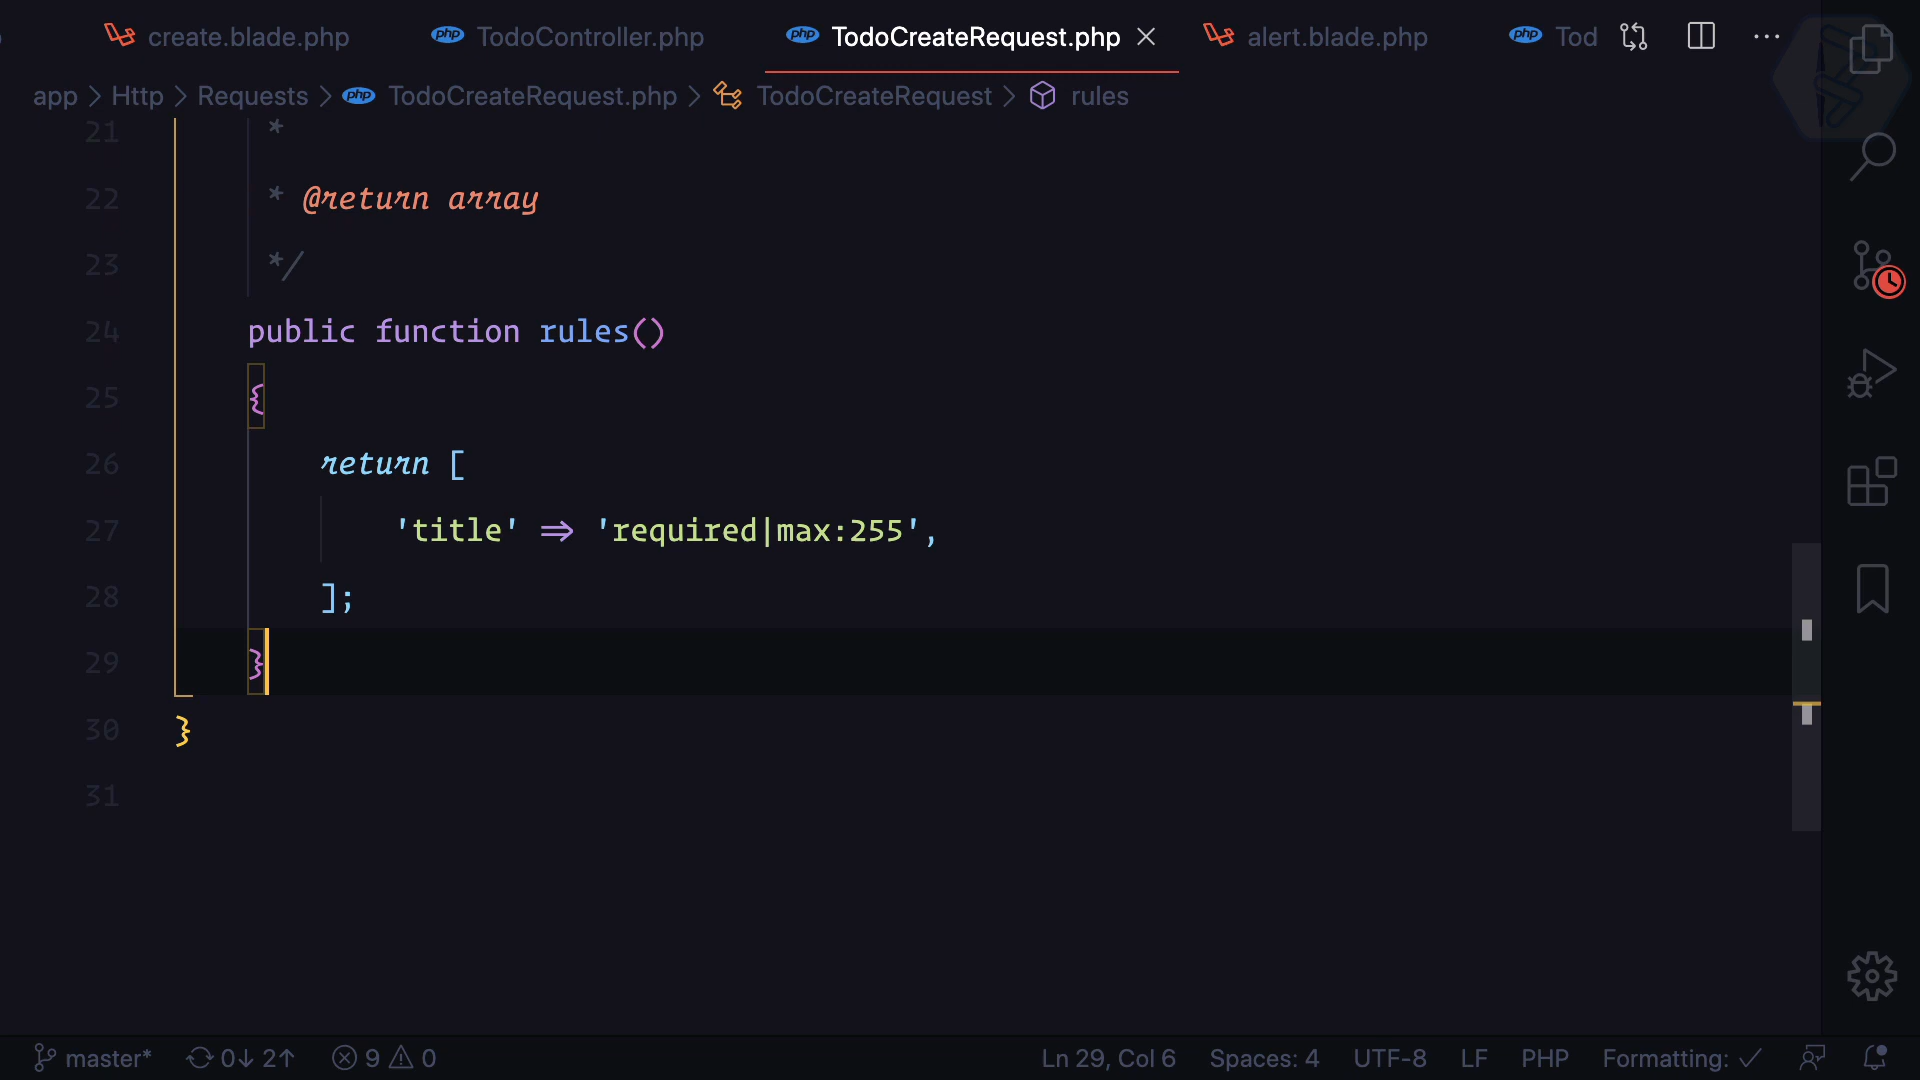 create.blade.php TodoController.php TodoCreateRequest.php alert.blade.php Tod
app > Http > Requests > TodoCreateRequest.php > TodoCreateRequest > rules
21 *
22 * @return array
23 */
24 public function rules()
25 {
26 return [
27 'title' => 'required|max:255',
28 ];
29 }
30 }
31
master* 0↓ 2↑ 9 0 Ln 29, Col 6 Spaces: 4 UTF-8 LF PHP Formatting: ✓